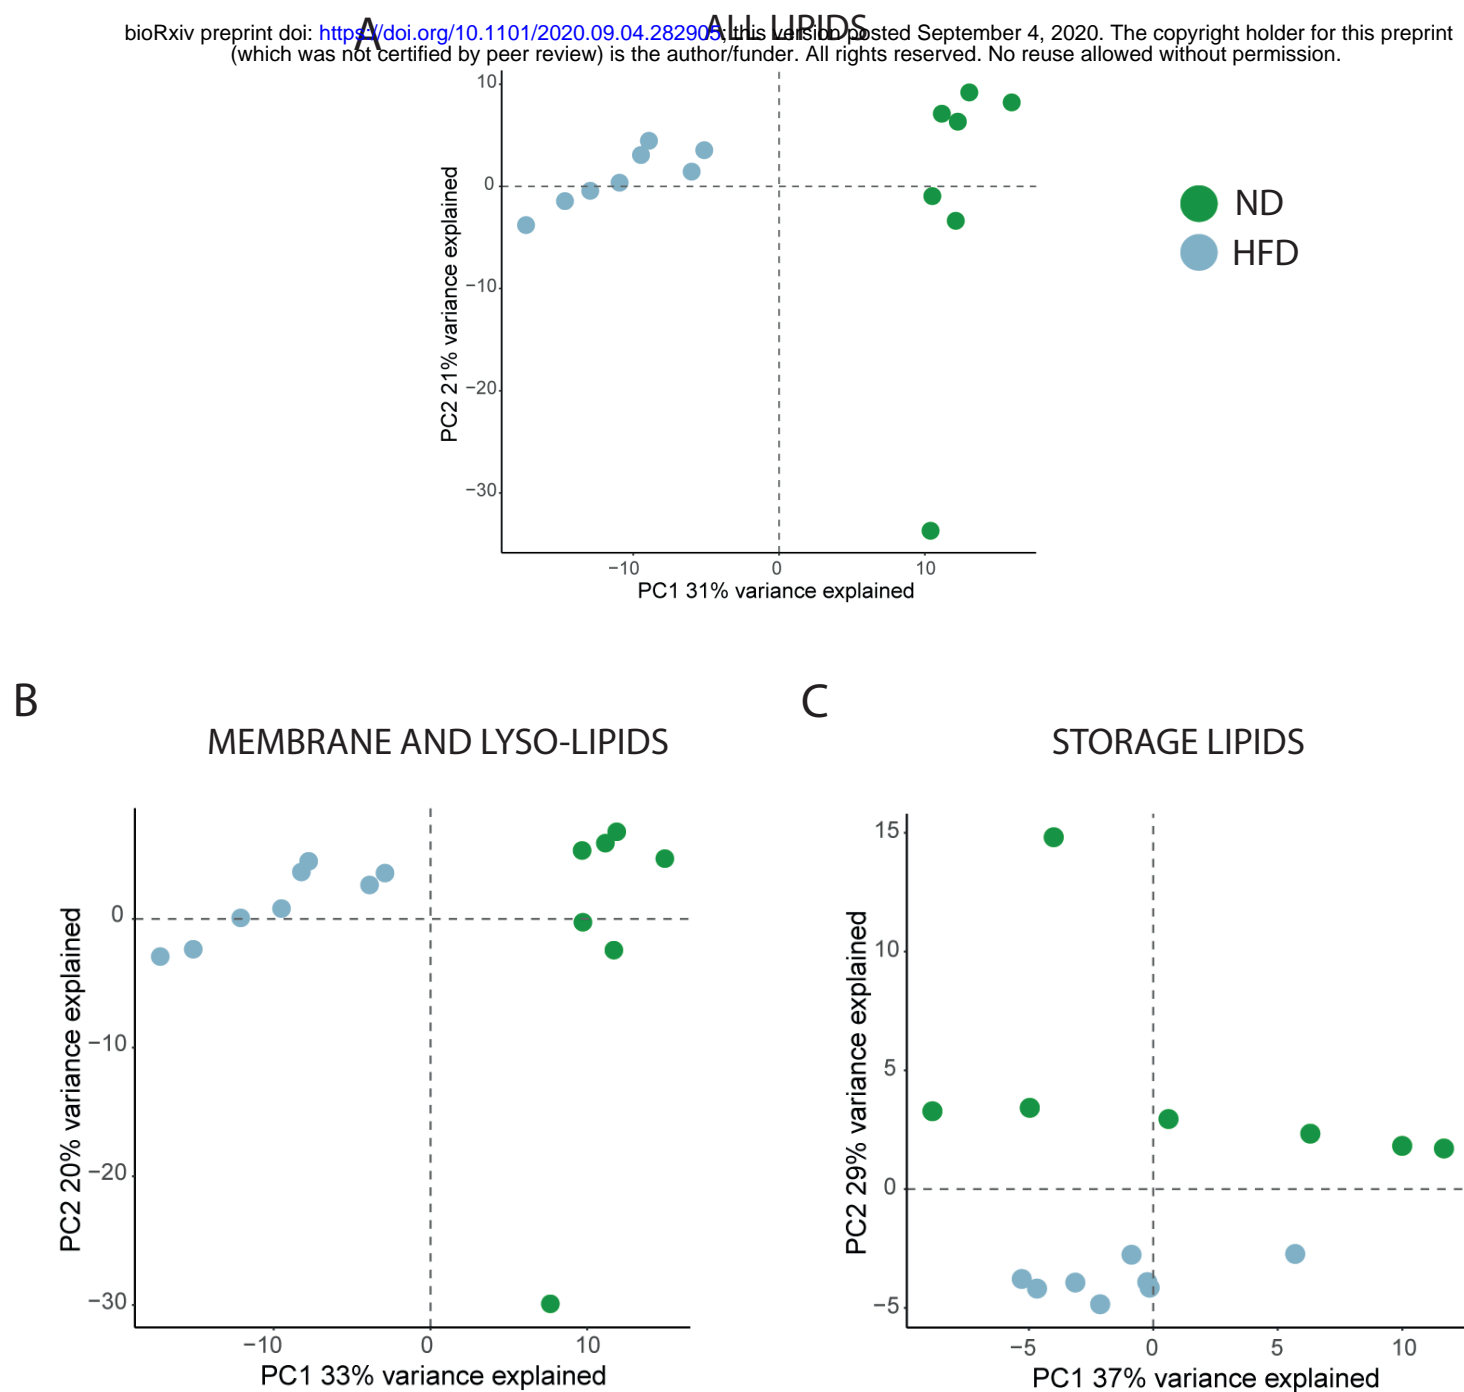 A
ALL LIPIDS
bioRxiv preprint doi: https://doi.org/10.1101/2020.09.04.282905; this version posted September 4, 2020. The copyright holder for this preprint
(which was not certified by peer review) is the author/funder. All rights reserved. No reuse allowed without permission.
10
0
−10
−20
−30
PC2 21% variance explained
−10 0 10
PC1 31% variance explained
ND
HFD
B
MEMBRANE AND LYSO-LIPIDS
0
−10
−20
−30
PC2 20% variance explained
−10 0 10
PC1 33% variance explained
C
STORAGE LIPIDS
15
10
5
0
−5
PC2 29% variance explained
−5 0 5 10
PC1 37% variance explained